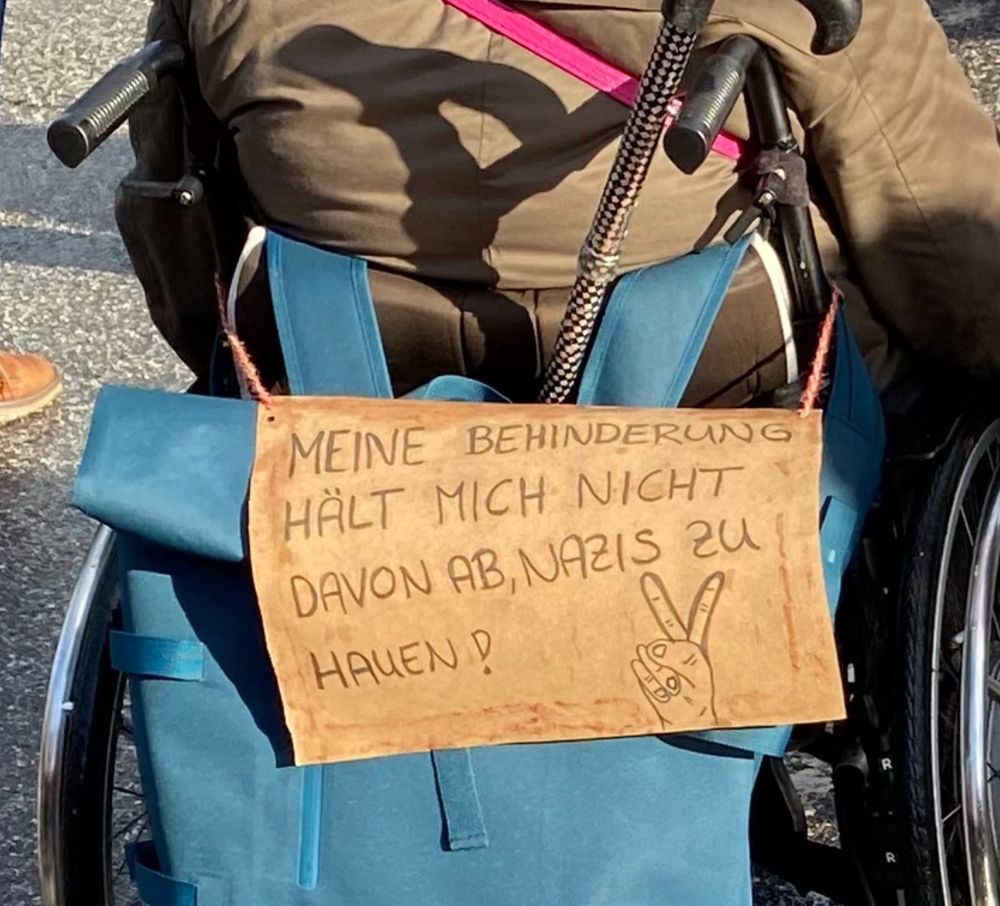 MEINE BEHINDERUNG
HÄLT MICH NICHT
DAVON AB, NAZIS ZU
HAUEN!
R
R